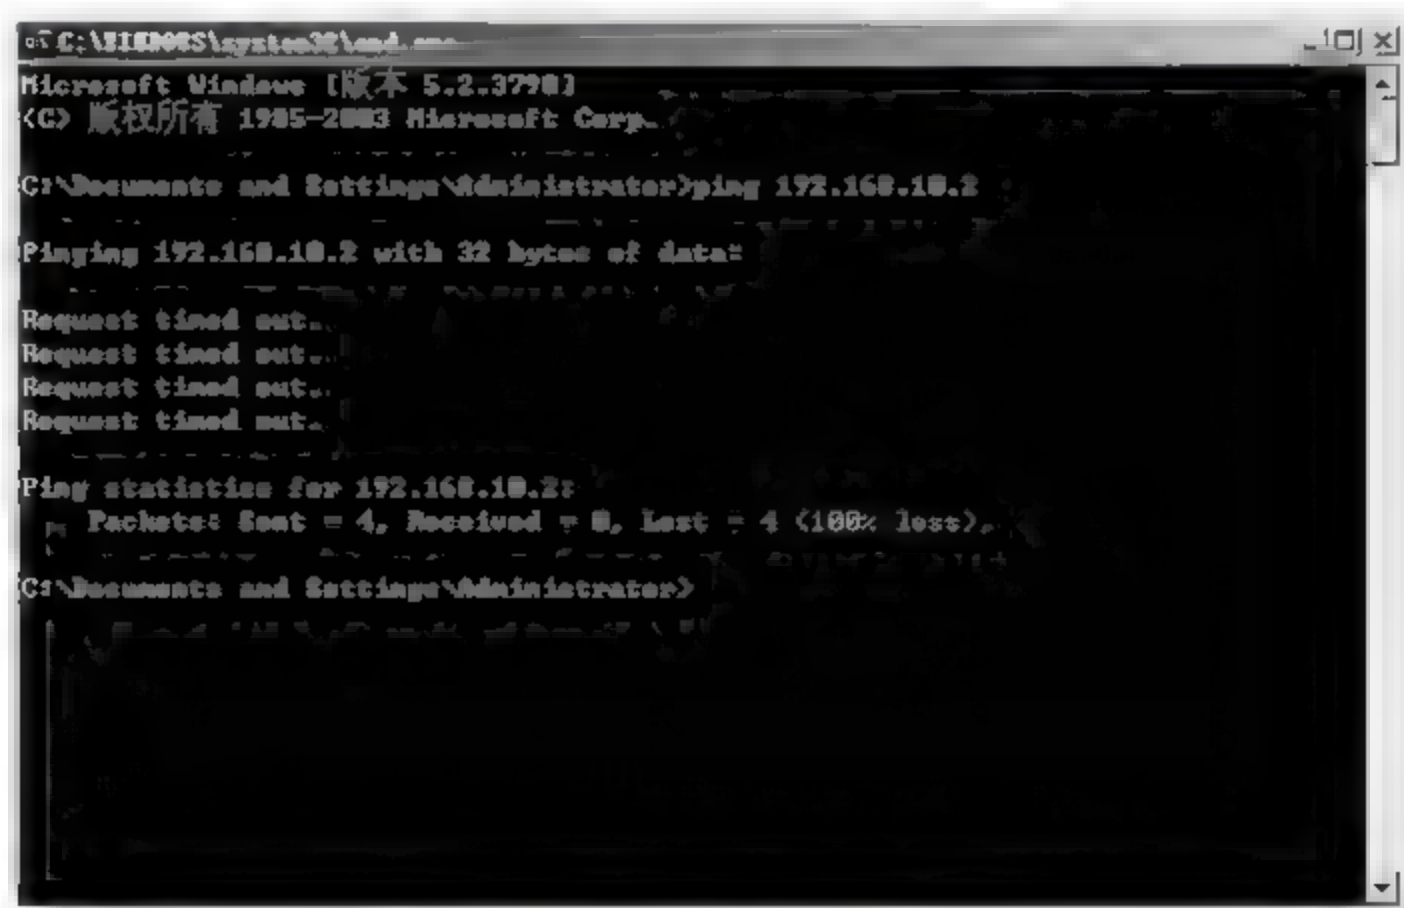 C:\WINDOWS\system32\cmd.exe
Microsoft Windows [版本 5.2.3790]
(C) 版权所有 1985-2003 Microsoft Corp.
C:\Documents and Settings\Administrator>ping 192.168.10.2
Pinging 192.168.10.2 with 32 bytes of data:
Request timed out.
Request timed out.
Request timed out.
Request timed out.
Ping statistics for 192.168.10.2:
Packets: Sent = 4, Received = 0, Lost = 4 (100% loss),
C:\Documents and Settings\Administrator>